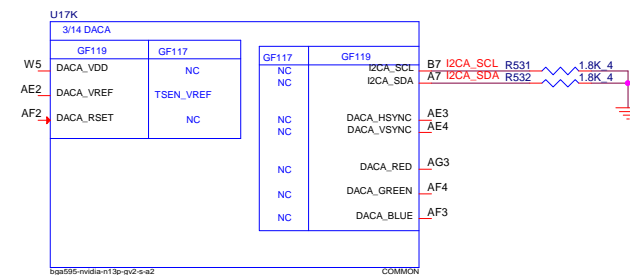 U17K
3/14 DACA
GF119 GF117
GF117 GF119
W5 DACA_VDD NC
NC I2CA_SCL B7 I2CA_SCL R531 1.8K_4
NC I2CA_SDA A7 I2CA_SDA R532 1.8K_4
AE2 DACA_VREF TSEN_VREF
AF2 DACA_RSET NC
NC DACA_HSYNC AE3
NC DACA_VSYNC AE4
NC DACA_RED AG3
NC DACA_GREEN AF4
NC DACA_BLUE AF3
bga595-nvidia-n13p-gv2-s-a2 COMMON